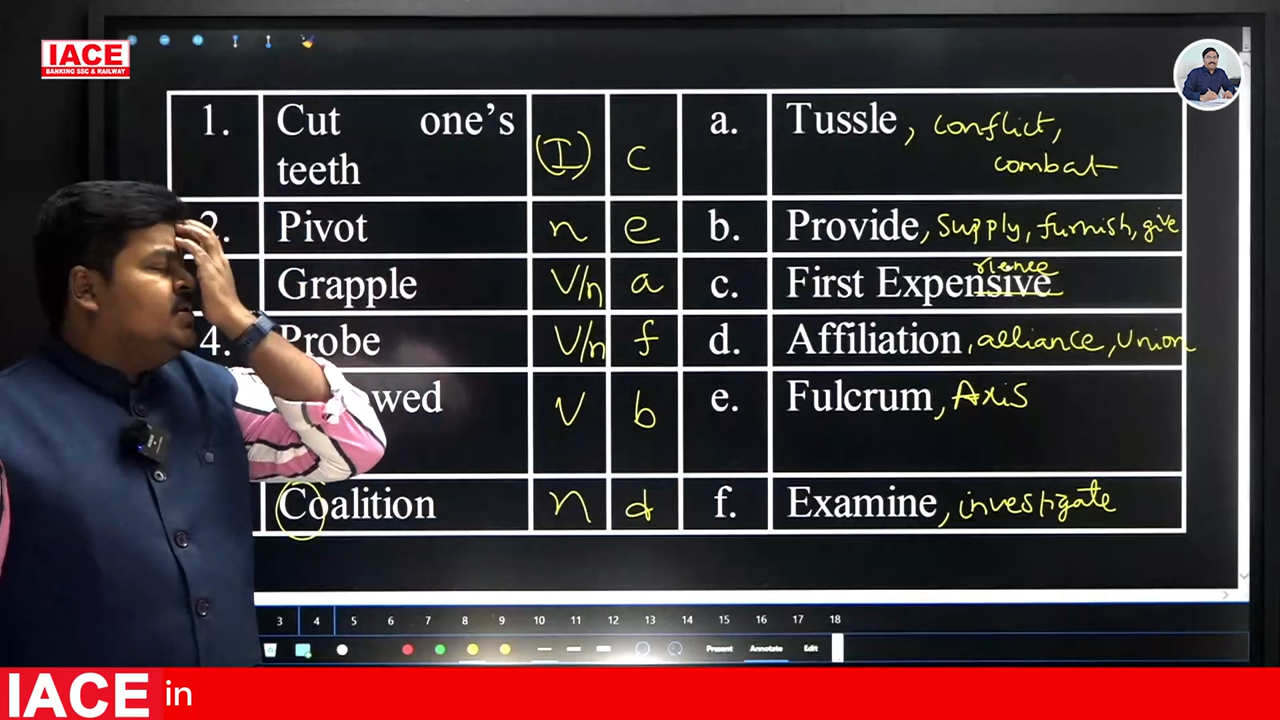 IACE
BANKING SSC & RAILWAY
1. Cut one's teeth (I) c a. Tussle, conflict, combat
2. Pivot n e b. Provide, supply, furnish, give
Grapple V/n a c. First Expensive rience
4. Probe V/n f d. Affiliation, alliance, Union
wed V b e. Fulcrum, Axis
Coalition n d f. Examine, investigate
3 4 5 6 7 8 9 10 11 12 13 14 15 16 17 18
Present Annotate Edit
IACE in